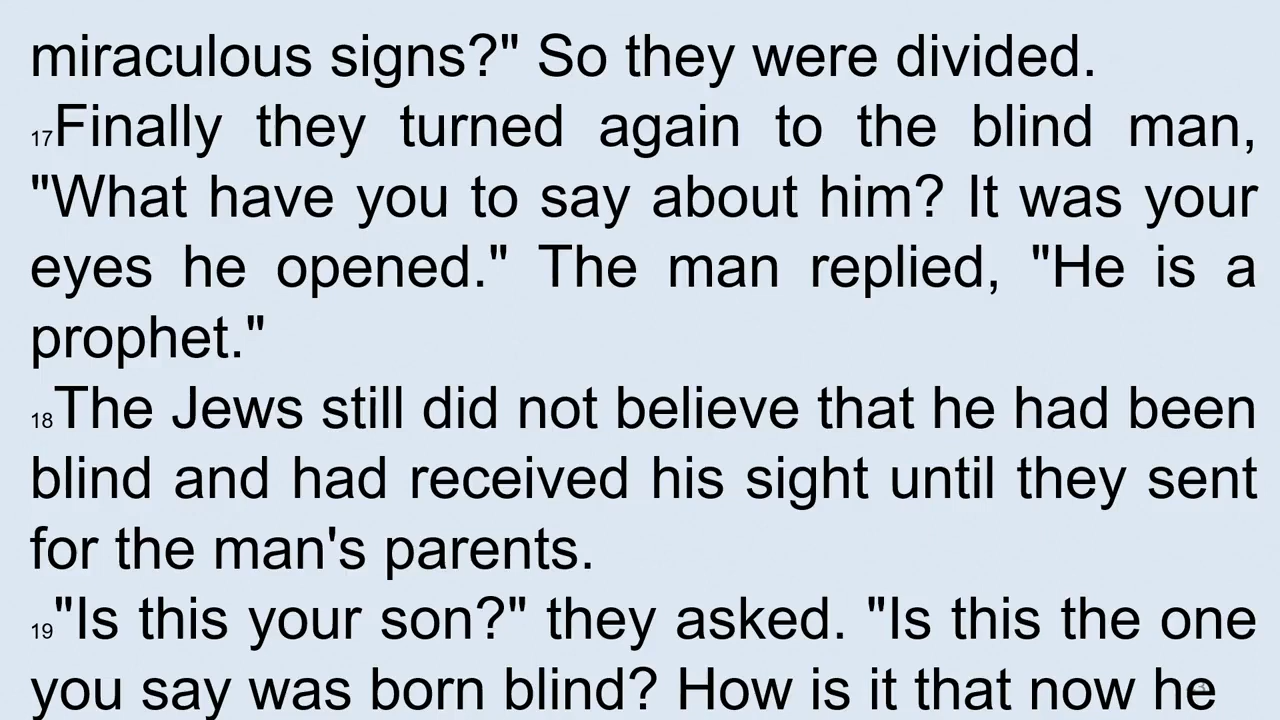 miraculous signs?" So they were divided.
17Finally they turned again to the blind man,
"What have you to say about him? It was your
eyes he opened." The man replied, "He is a
prophet."
18The Jews still did not believe that he had been
blind and had received his sight until they sent
for the man's parents.
19"Is this your son?" they asked. "Is this the one
you say was born blind? How is it that now he